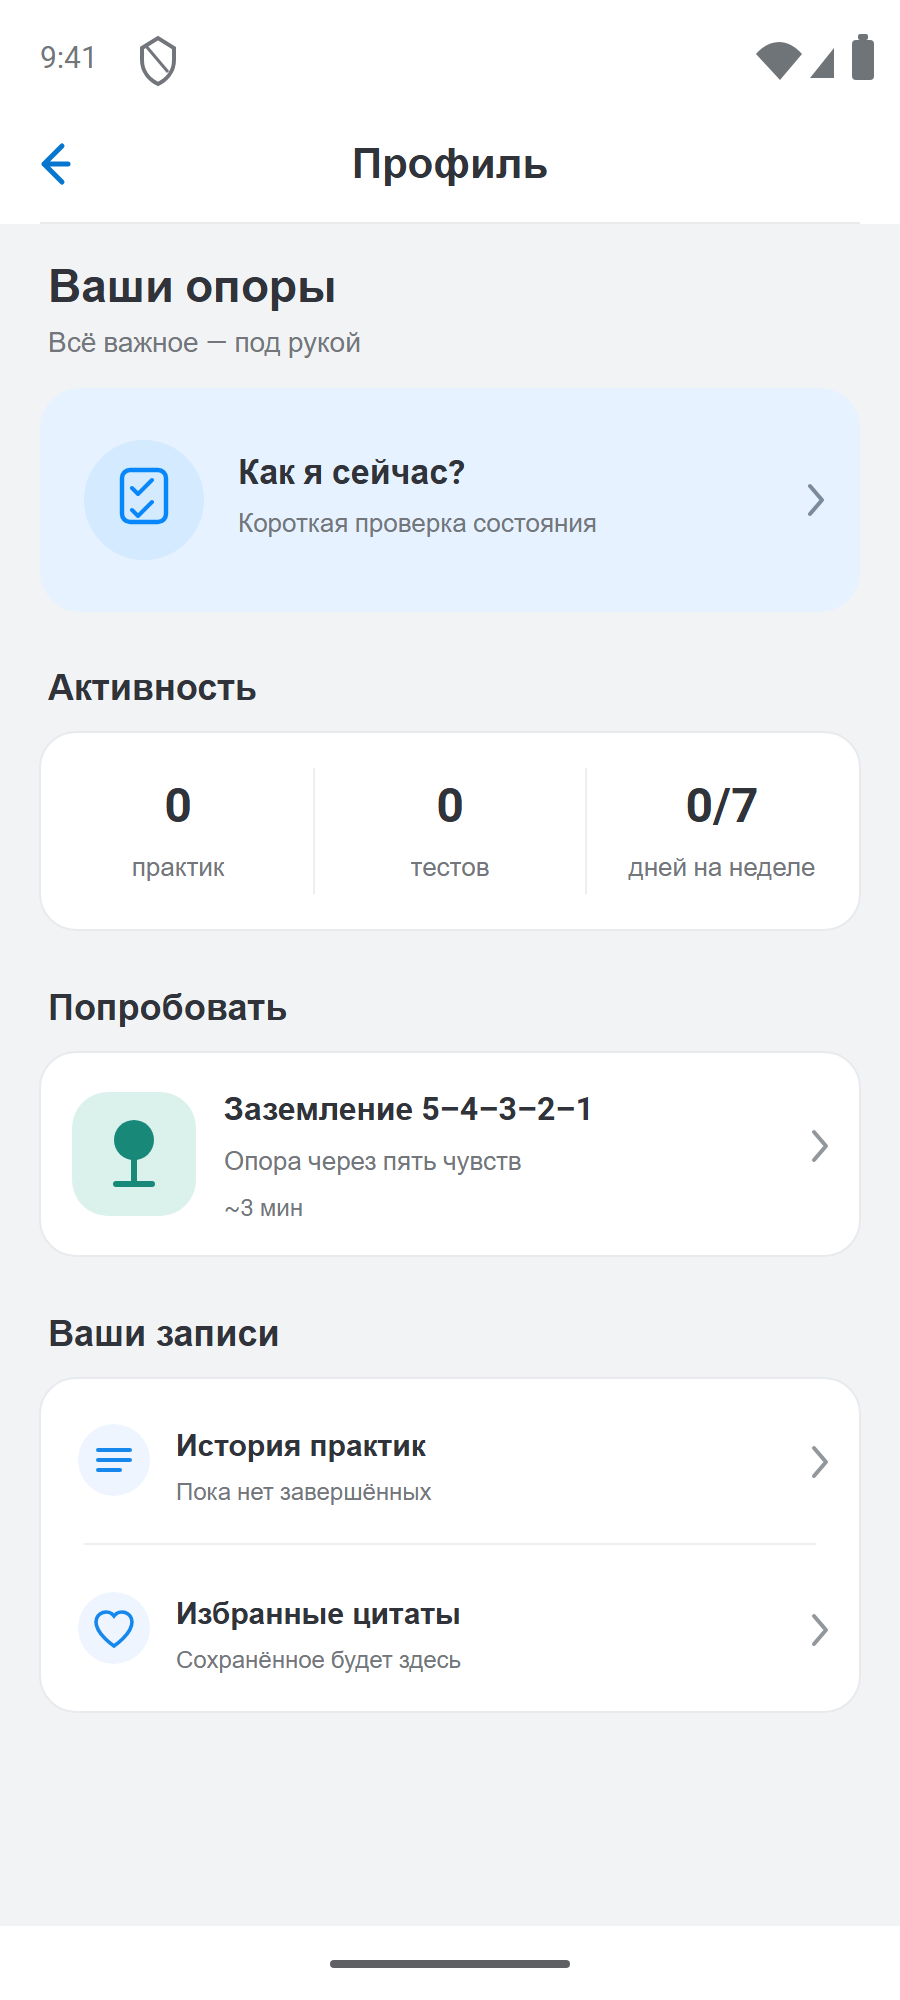 9:41
Профиль
Ваши опоры
Всё важное — под рукой
Как я сейчас?
Короткая проверка состояния
Активность
0
практик
0
тестов
0/7
дней на неделе
Попробовать
Заземление 5–4–3–2–1
Опора через пять чувств
~3 мин
Ваши записи
История практик
Пока нет завершённых
Избранные цитаты
Сохранённое будет здесь